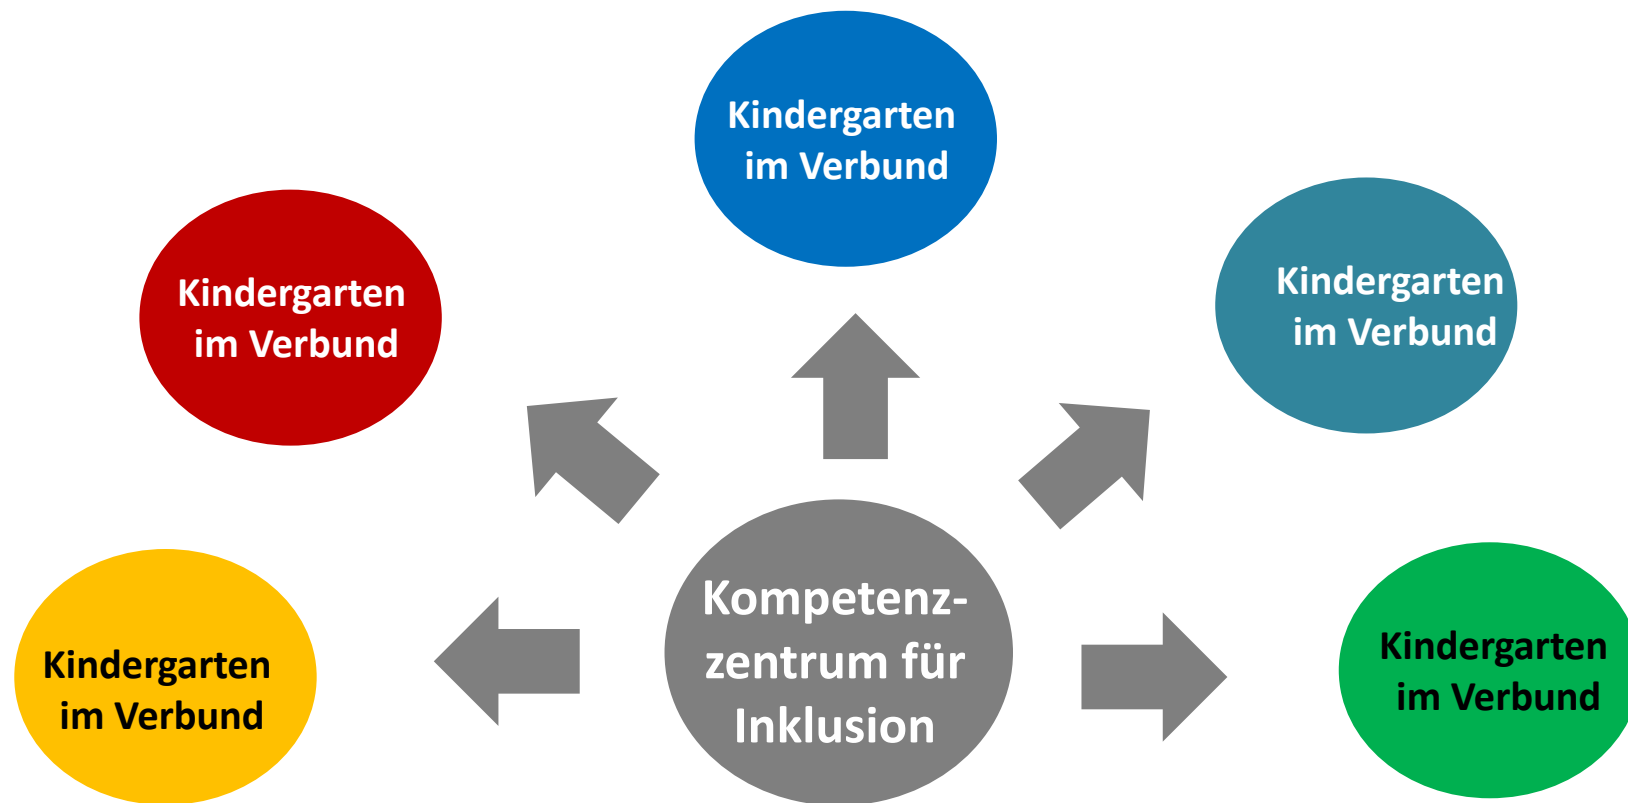 Kindergarten
im Verbund
Kindergarten
im Verbund
Kindergarten
im Verbund
Kindergarten
im Verbund
Kompetenz-
zentrum für
Inklusion
Kindergarten
im Verbund